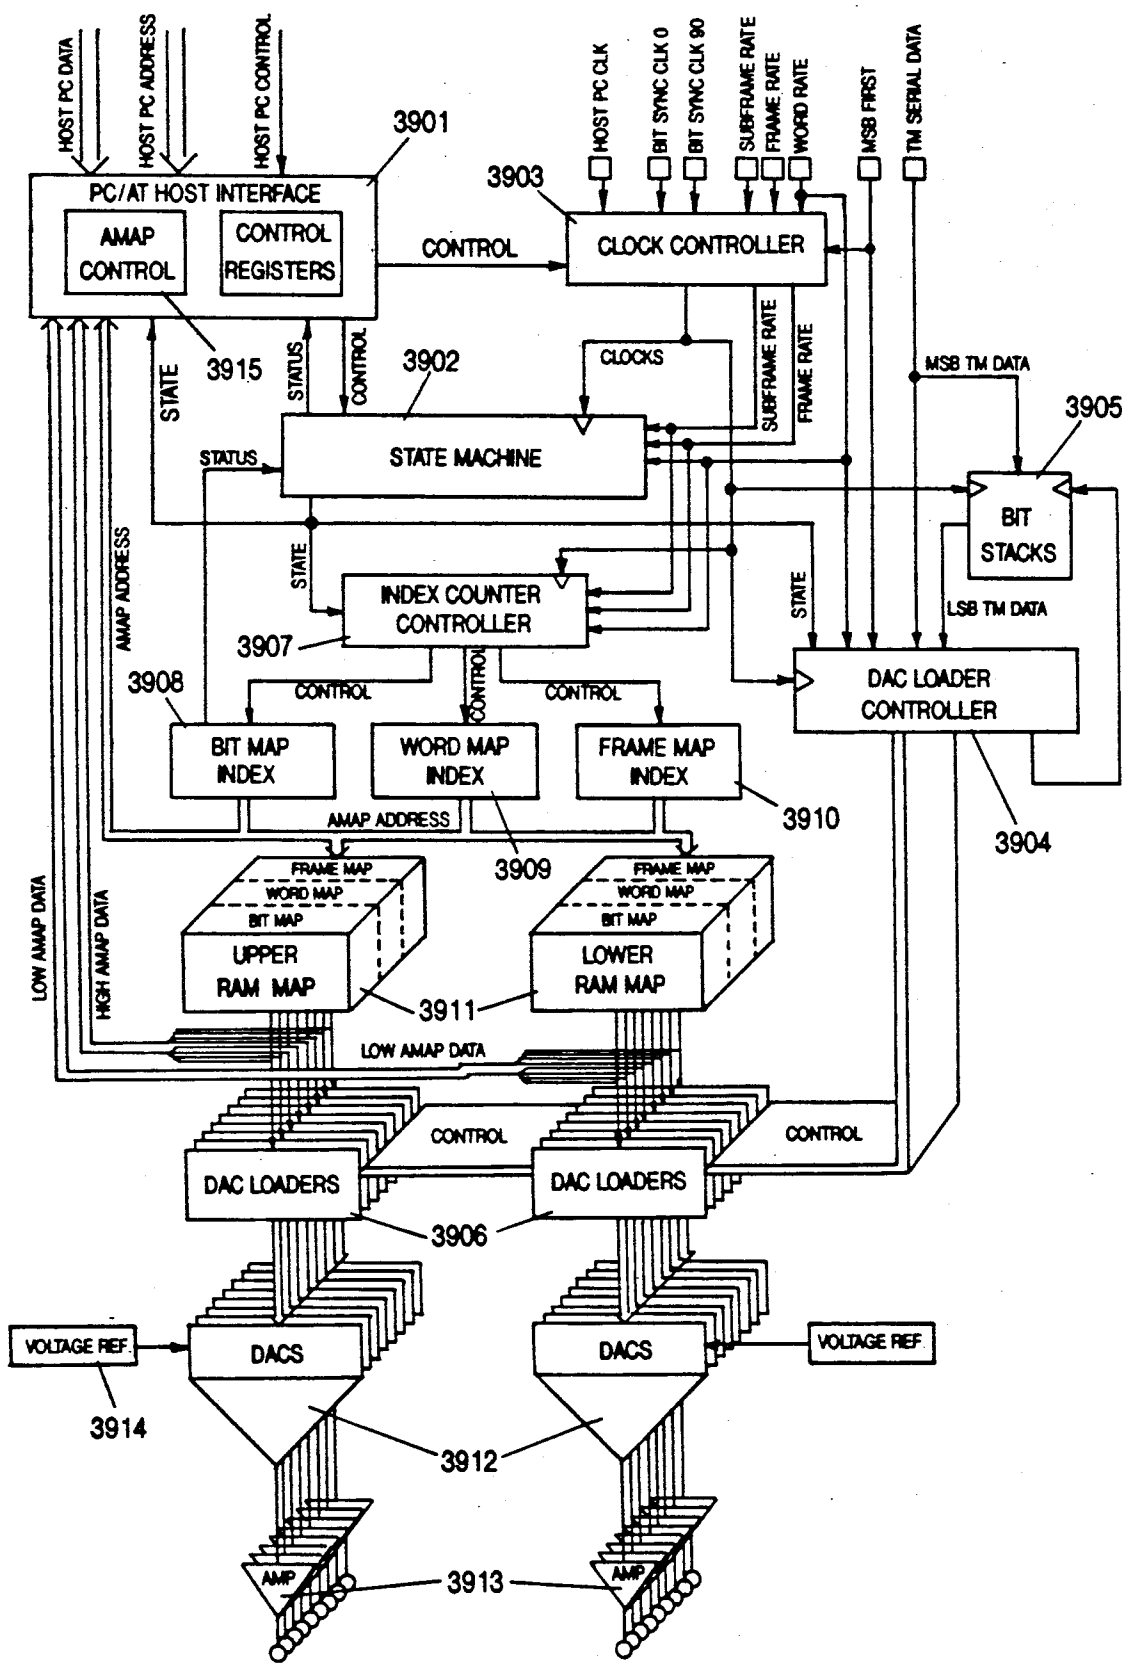 HOST PC DATA
HOST PC ADDRESS
HOST PC CONTROL
HOST PC CLK
BIT SYNC CLK 0
BIT SYNC CLK 90
SUBFRAME RATE
FRAME RATE
WORD RATE
MSB FIRST
TM SERIAL DATA
3901
PC/AT HOST INTERFACE
AMAP
CONTROL
CONTROL
REGISTERS
3915
CONTROL
3903
CLOCK CONTROLLER
STATE
STATUS
CONTROL
3902
CLOCKS
SUBFRAME RATE
FRAME RATE
MSB TM DATA
3905
STATUS
STATE MACHINE
BIT
STACKS
AMAP ADDRESS
STATE
INDEX COUNTER
CONTROLLER
3907
STATE
LSB TM DATA
3908
CONTROL
CONTROL
CONTROL
DAC LOADER
CONTROLLER
BIT MAP
INDEX
WORD MAP
INDEX
FRAME MAP
INDEX
3910
3904
AMAP ADDRESS
3909
LOW AMAP DATA
HIGH AMAP DATA
FRAME MAP
WORD MAP
BIT MAP
UPPER
RAM MAP
FRAME MAP
WORD MAP
BIT MAP
LOWER
RAM MAP
3911
LOW AMAP DATA
CONTROL
CONTROL
DAC LOADERS
DAC LOADERS
3906
VOLTAGE REF.
DACS
DACS
VOLTAGE REF.
3914
3912
AMP
3913
AMP